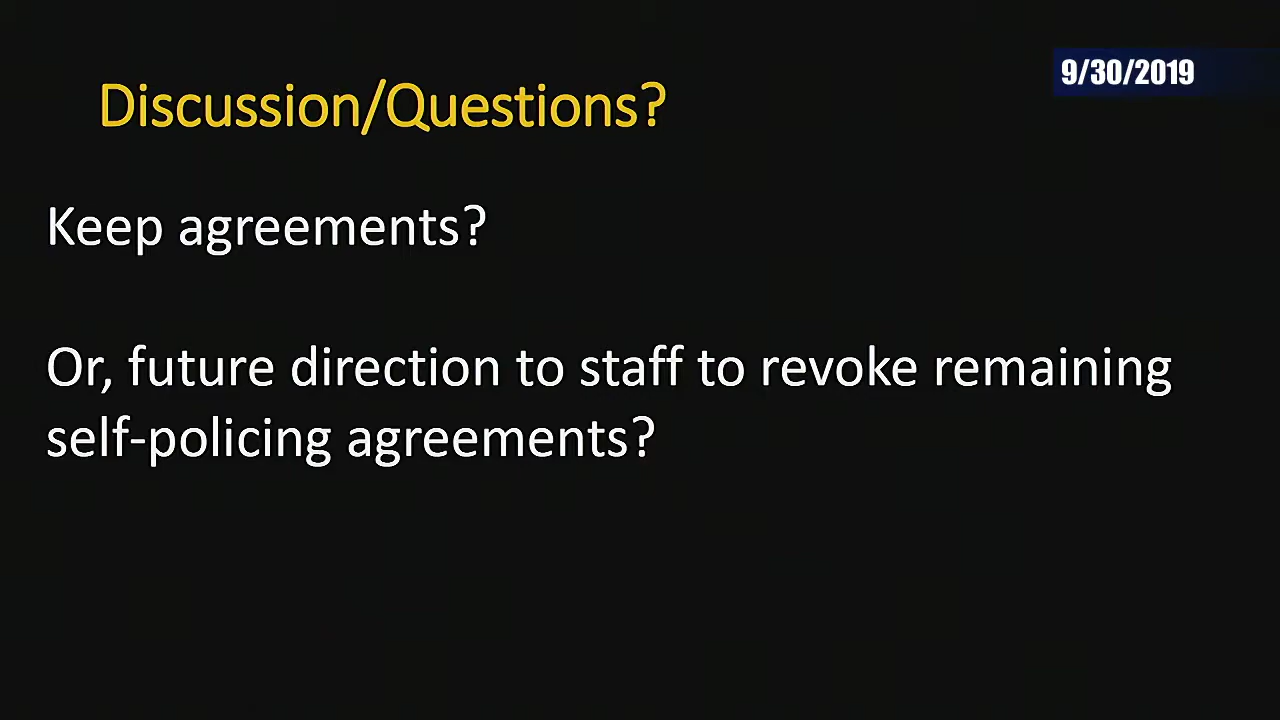 9/30/2019
Discussion/Questions?
Keep agreements?
Or, future direction to staff to revoke remaining
self-policing agreements?